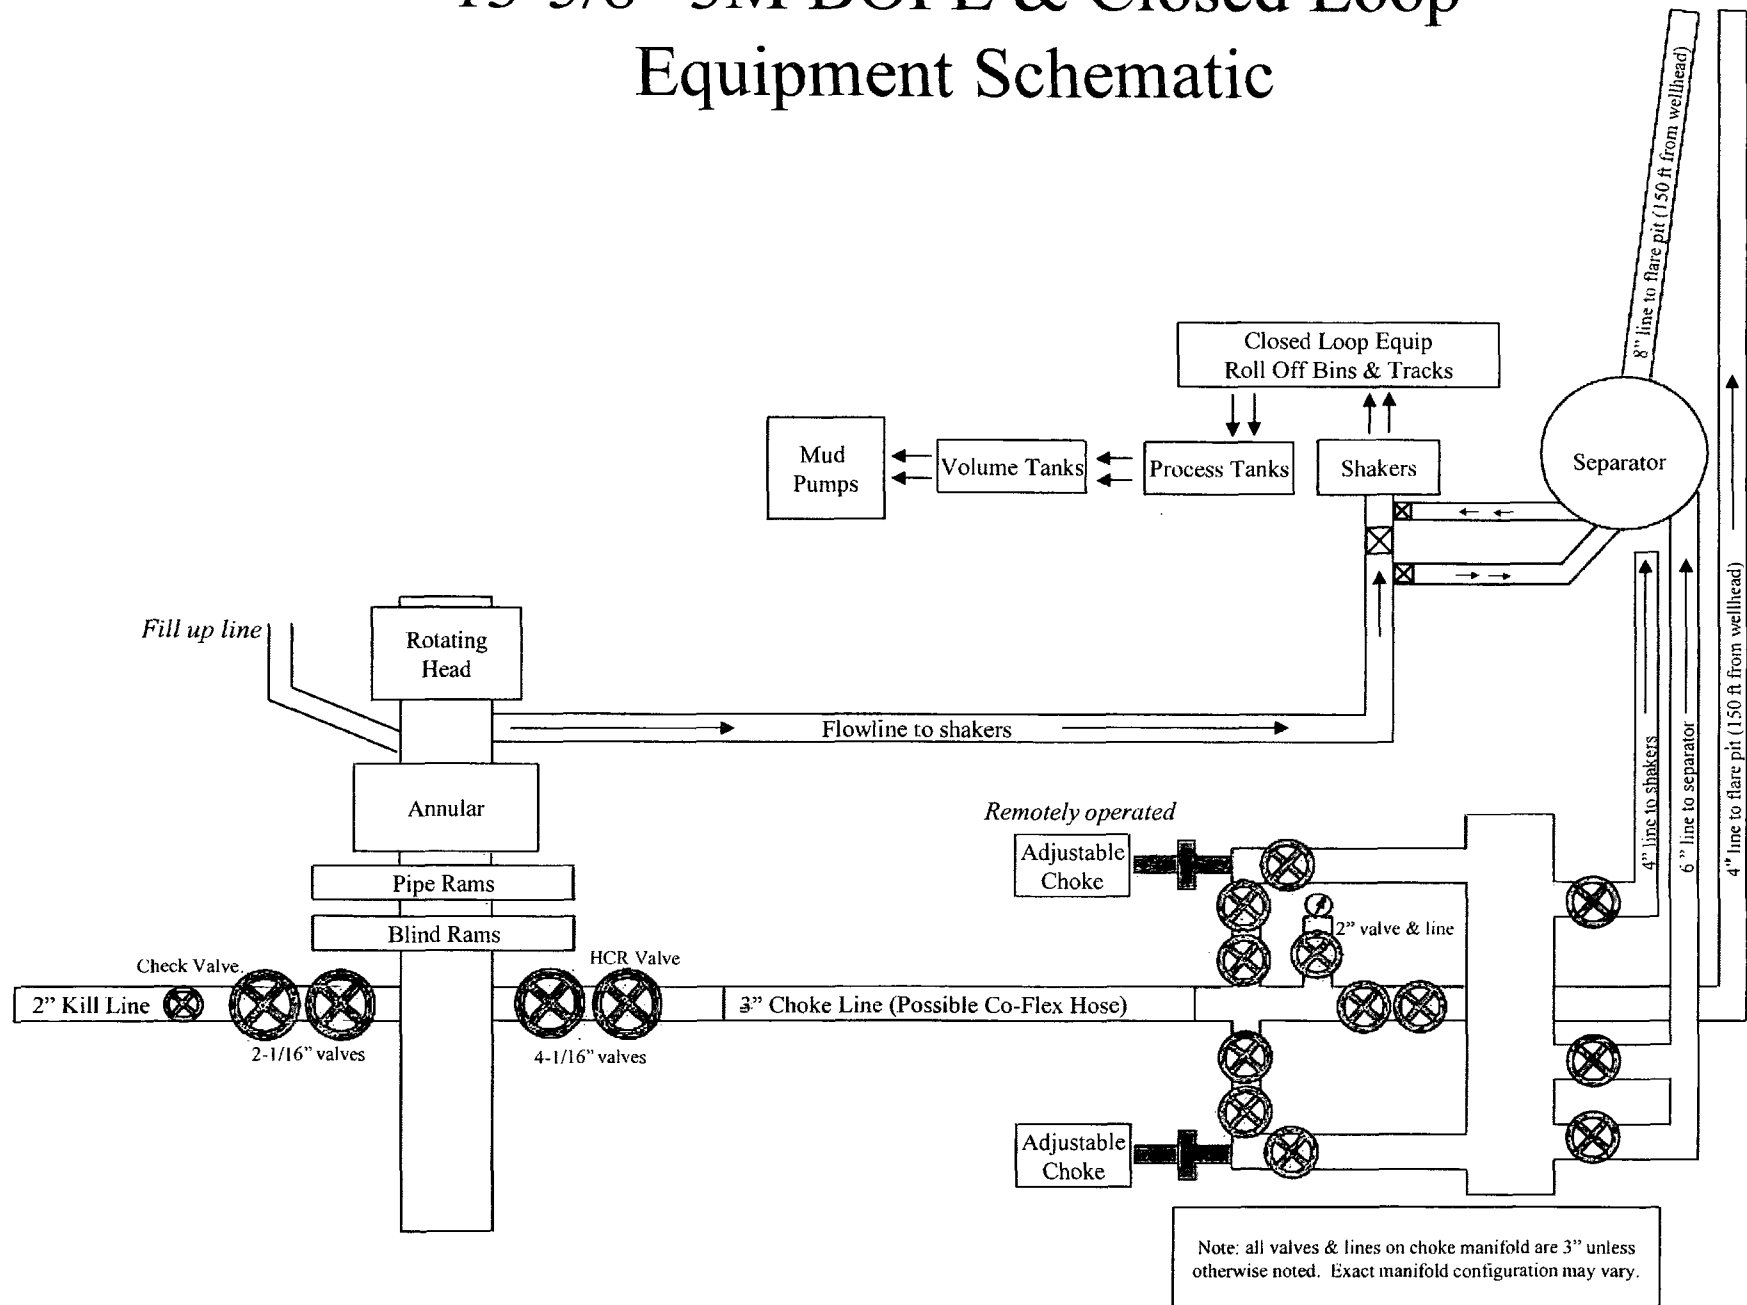 Equipment Schematic
8" line to flare pit (150 ft from wellhead)
Closed Loop Equip
Roll Off Bins & Tracks
Mud
Pumps
Volume Tanks
Process Tanks
Shakers
Separator
Fill up line
Rotating
Head
Flowline to shakers
Annular
Pipe Rams
Blind Rams
Remotely operated
Adjustable
Choke
2" valve & line
4" line to shakers
6" line to separator
4" line to flare pit (150 ft from wellhead)
Check Valve
HCR Valve
2" Kill Line
3" Choke Line (Possible Co-Flex Hose)
2-1/16" valves
4-1/16" valves
Adjustable
Choke
Note: all valves & lines on choke manifold are 3" unless
otherwise noted. Exact manifold configuration may vary.